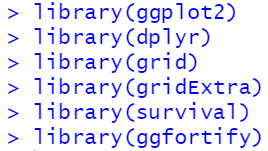 > library(ggplot2)
> library(dplyr)
> library(grid)
> library(gridExtra)
> library(survival)
> library(ggfortify)